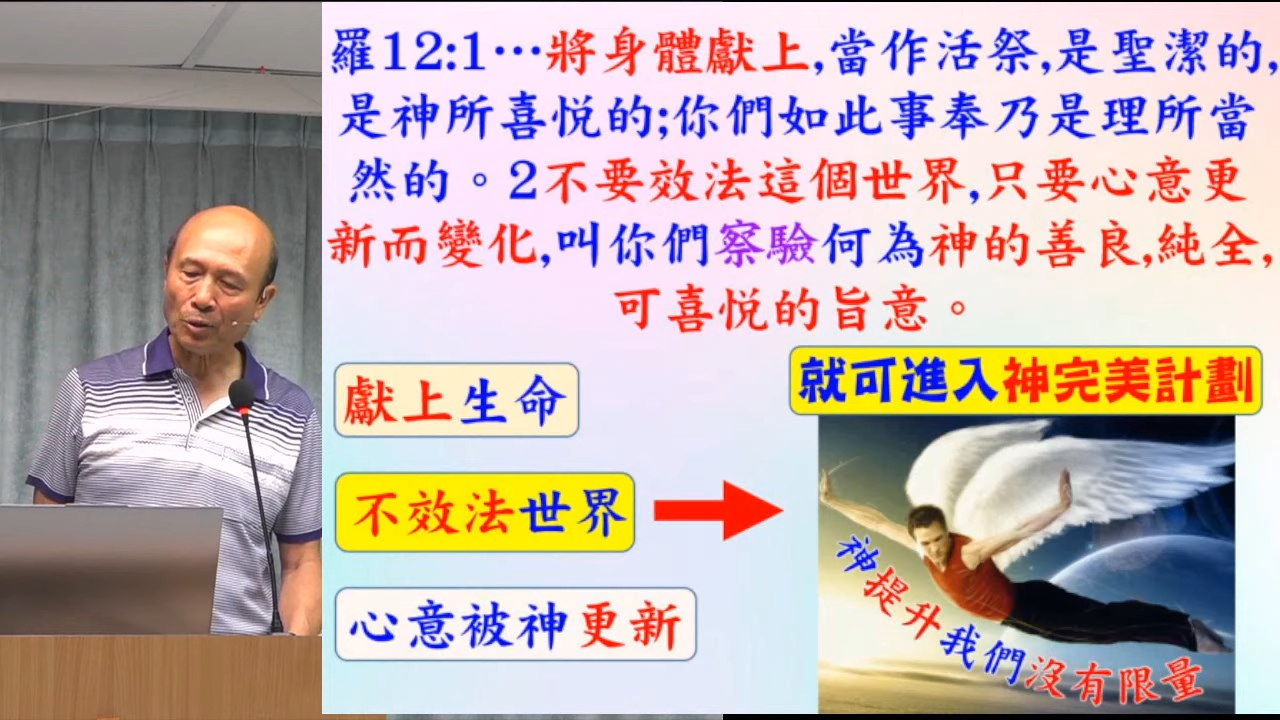 羅12:1…將身體獻上,當作活祭,是聖潔的,
是神所喜悅的;你們如此事奉乃是理所當
然的。2不要效法這個世界,只要心意更
新而變化,叫你們察驗何為神的善良,純全,
可喜悅的旨意。
獻上生命
不效法世界
心意被神更新
就可進入神完美計劃
神提升我們沒有限量